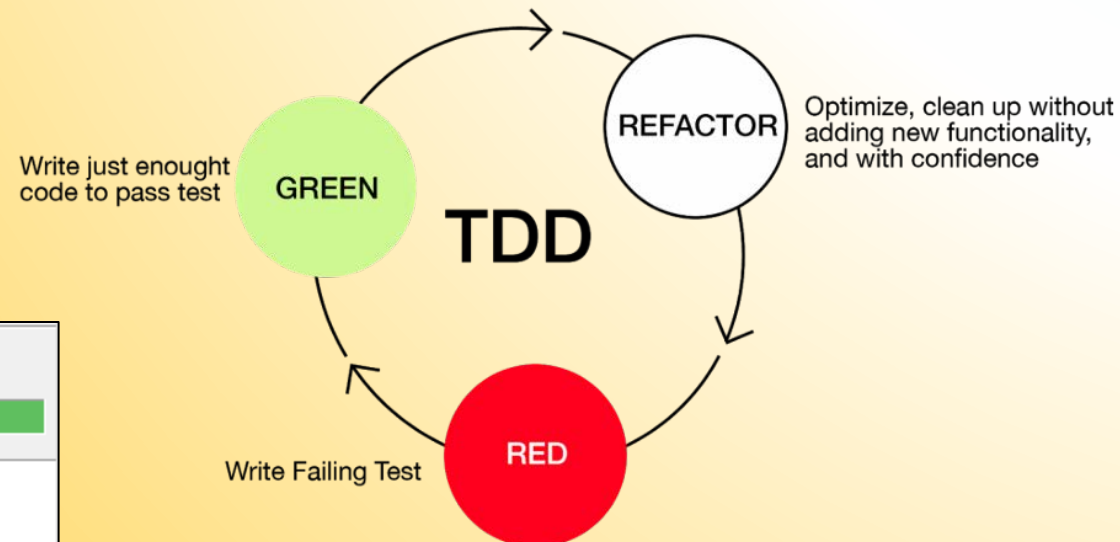 REFACTOR
Optimize, clean up without
adding new functionality,
and with confidence
Write just enought
code to pass test
GREEN
TDD
RED
Write Failing Test